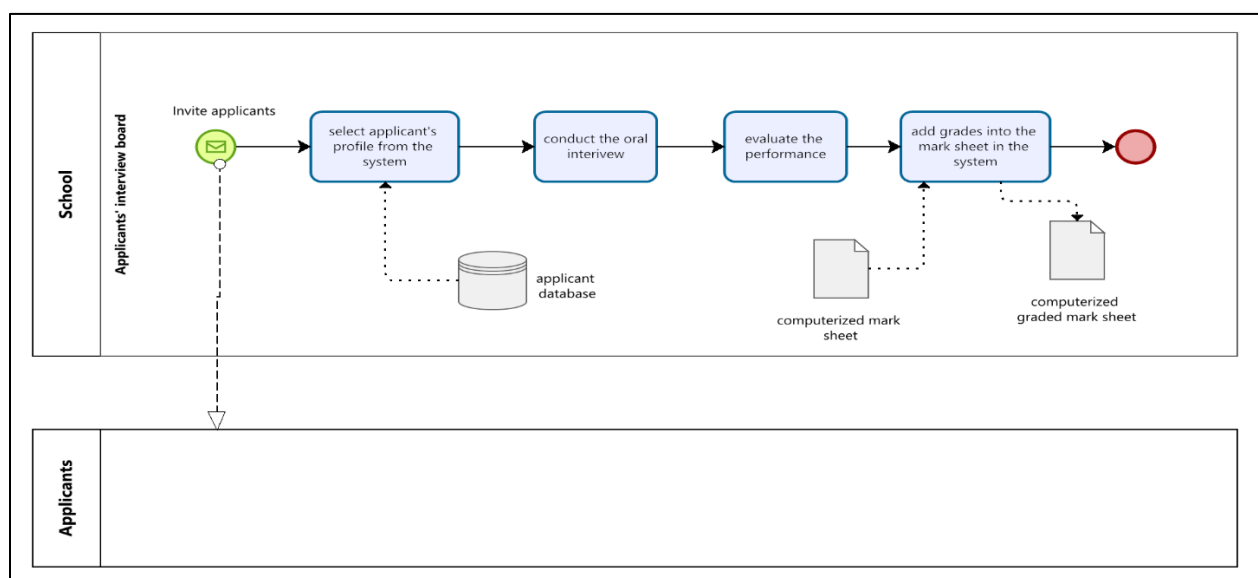 School
Applicants' interview board
Invite applicants
select applicant's
profile from the
system
conduct the oral
interivew
evaluate the
performance
add grades into the
mark sheet in the
system
applicant
database
computerized mark
sheet
computerized
graded mark sheet
Applicants